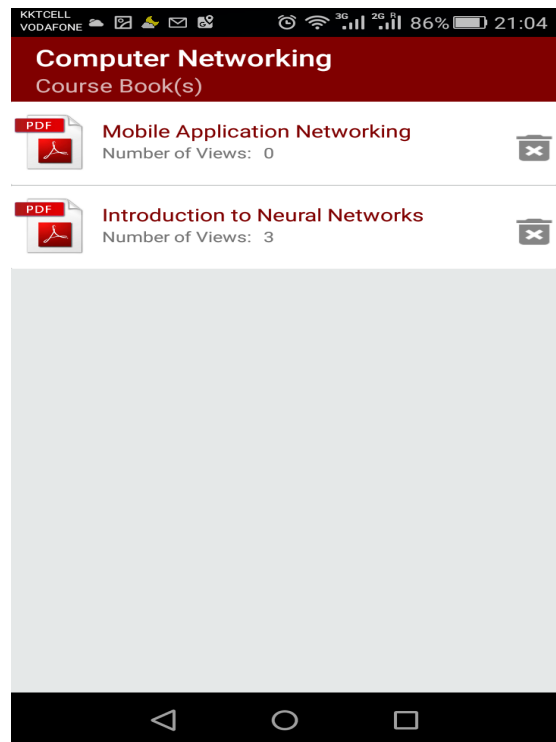 KKTCELL
VODAFONE
3G 2G R 86% 21:04
Computer Networking
Course Book(s)
PDF
Mobile Application Networking
Number of Views: 0
PDF
Introduction to Neural Networks
Number of Views: 3